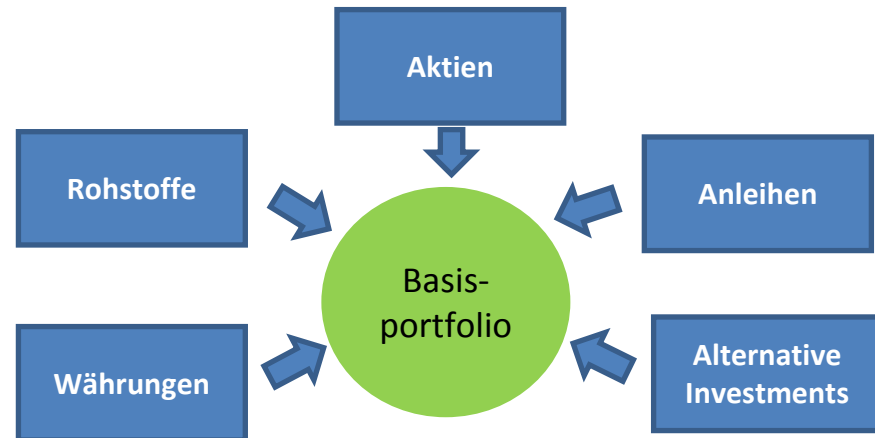 Aktien
Rohstoffe
Anleihen
Basis-
portfolio
Währungen
Alternative
Investments